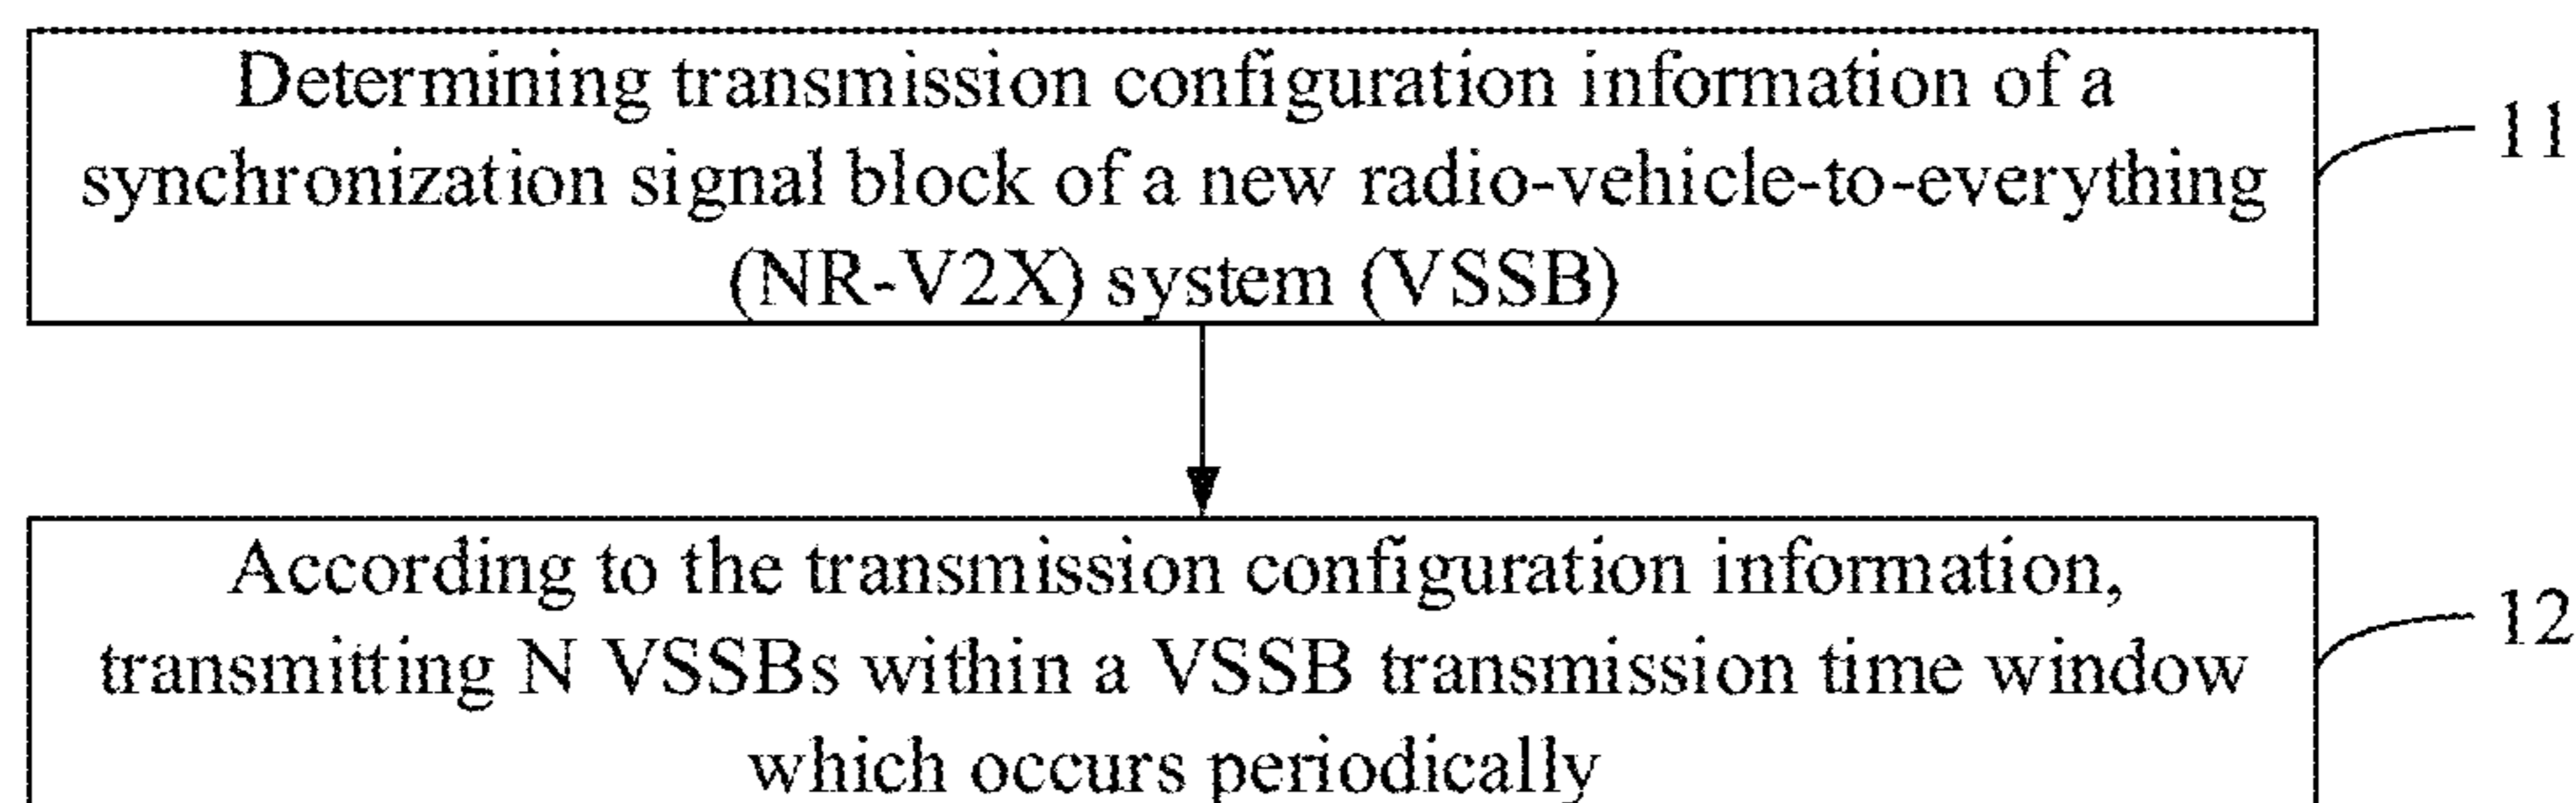 Determining transmission configuration information of a
synchronization signal block of a new radio-vehicle-to-everything
(NR-V2X) system (VSSB)
11
According to the transmission configuration information,
transmitting N VSSBs within a VSSB transmission time window
which occurs periodically
12